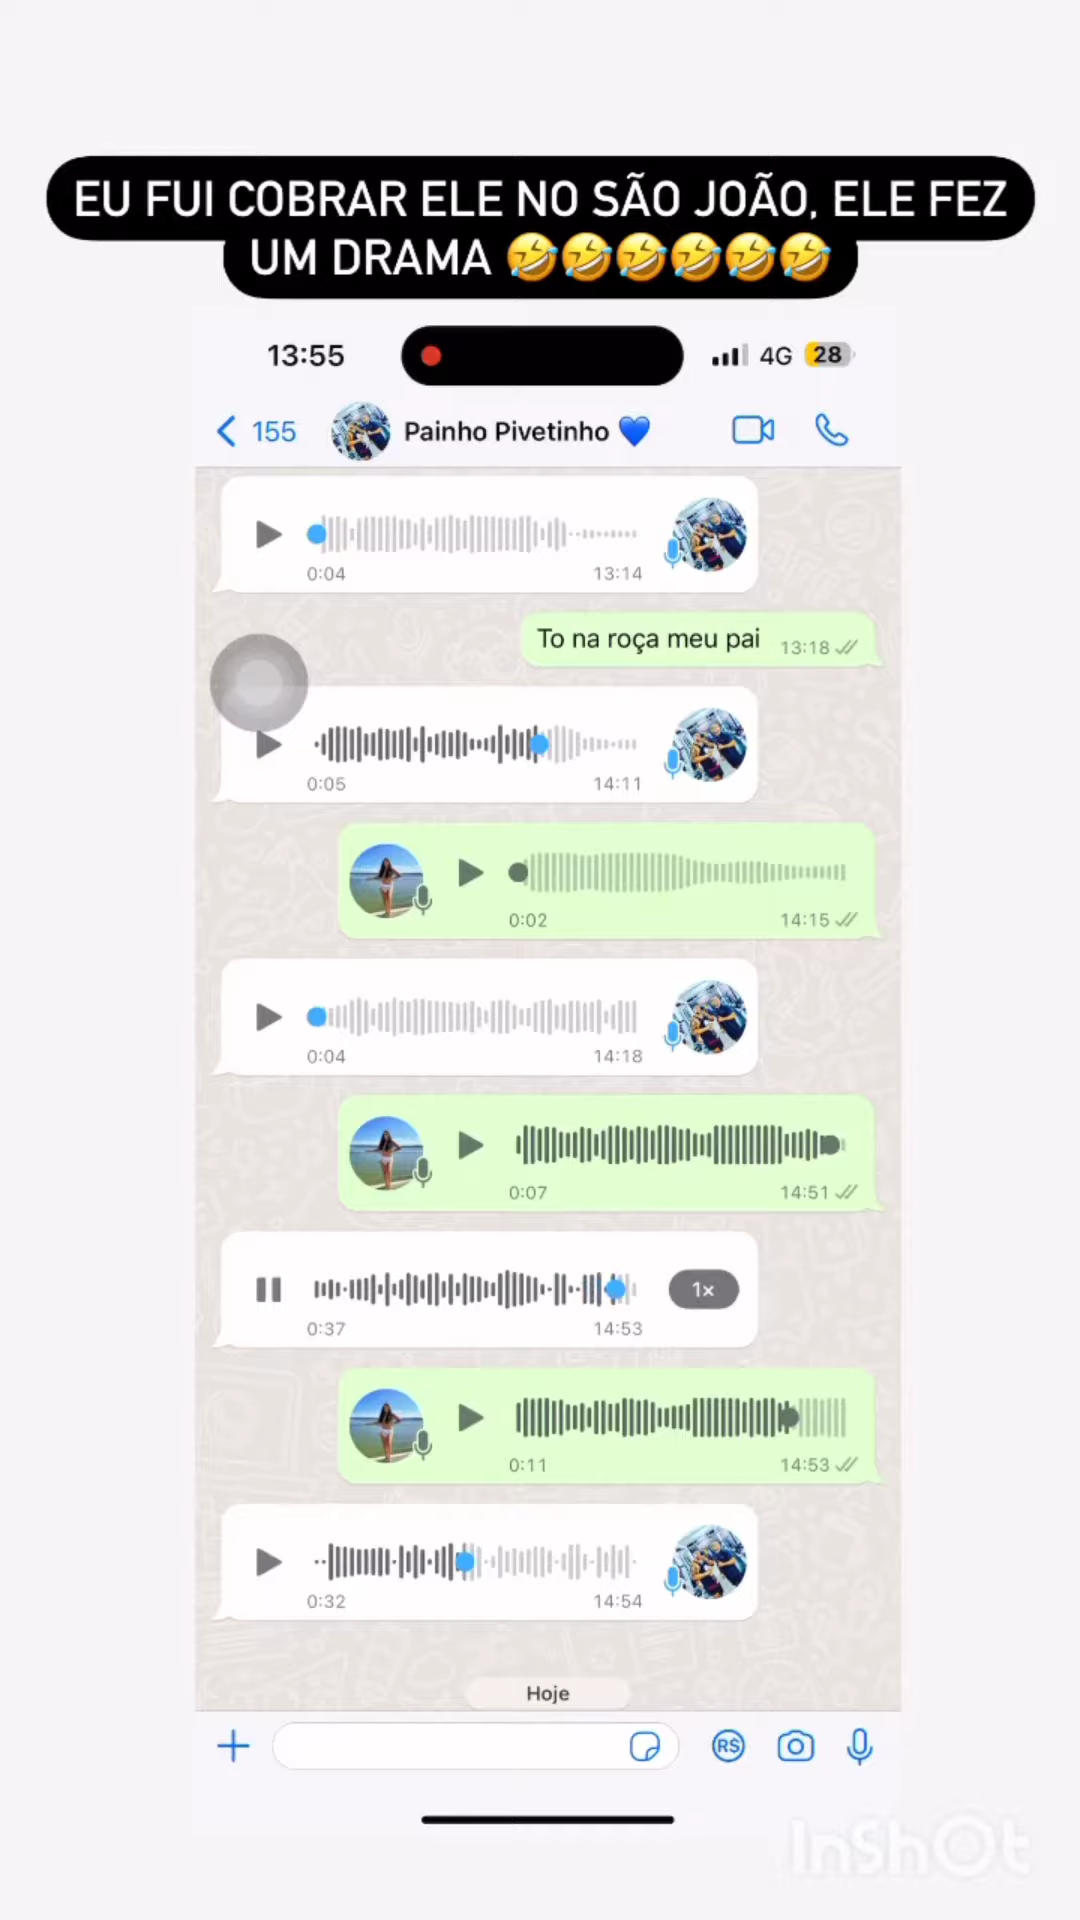 EU FUI COBRAR ELE NO SÃO JOÃO, ELE FEZ
UM DRAMA 🤣🤣🤣🤣🤣🤣
13:55
4G 28
155 Painho Pivetinho 💙
0:04 13:14
To na roça meu pai 13:18
0:05 14:11
0:02 14:15
0:04 14:18
0:07 14:51
1x
0:37 14:53
0:11 14:53
0:32 14:54
Hoje
R$
InShOt